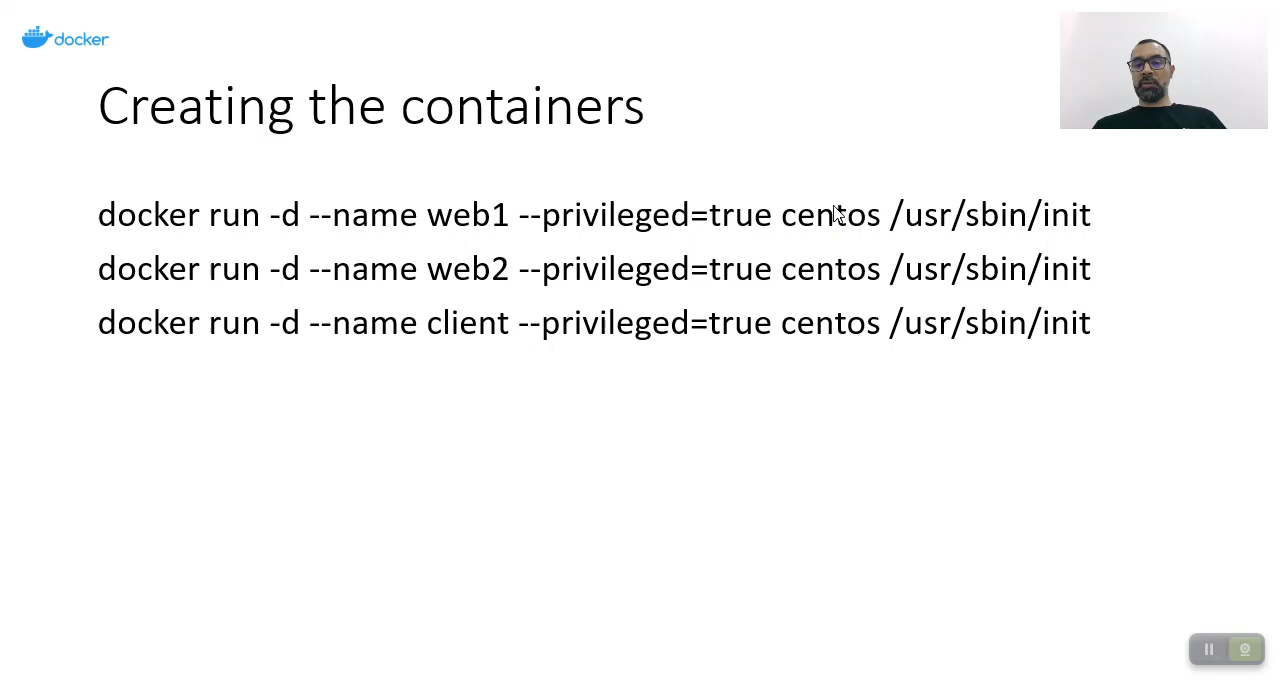 docker
Creating the containers
docker run -d --name web1 --privileged=true centos /usr/sbin/init
docker run -d --name web2 --privileged=true centos /usr/sbin/init
docker run -d --name client --privileged=true centos /usr/sbin/init